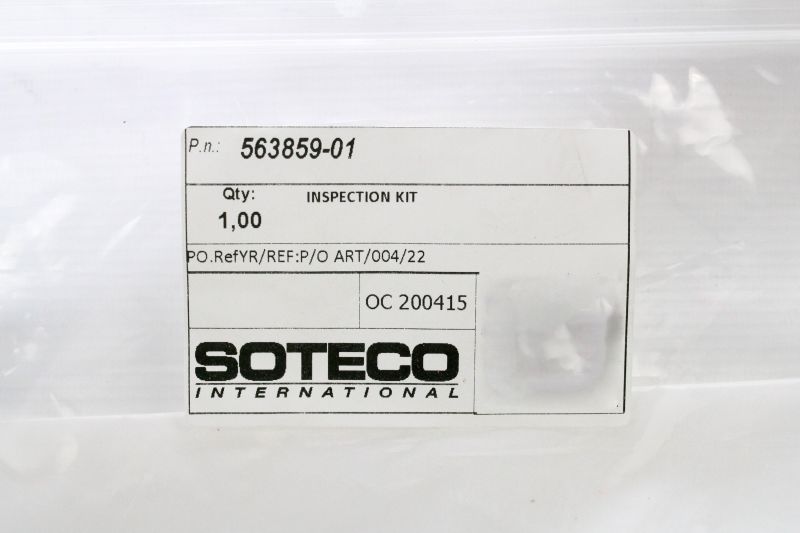 P.n.: 563859-01
Qty: INSPECTION KIT
1,00
PO.RefYR/REF:P/O ART/004/22
OC 200415
SOTECO
INTERNATIONAL